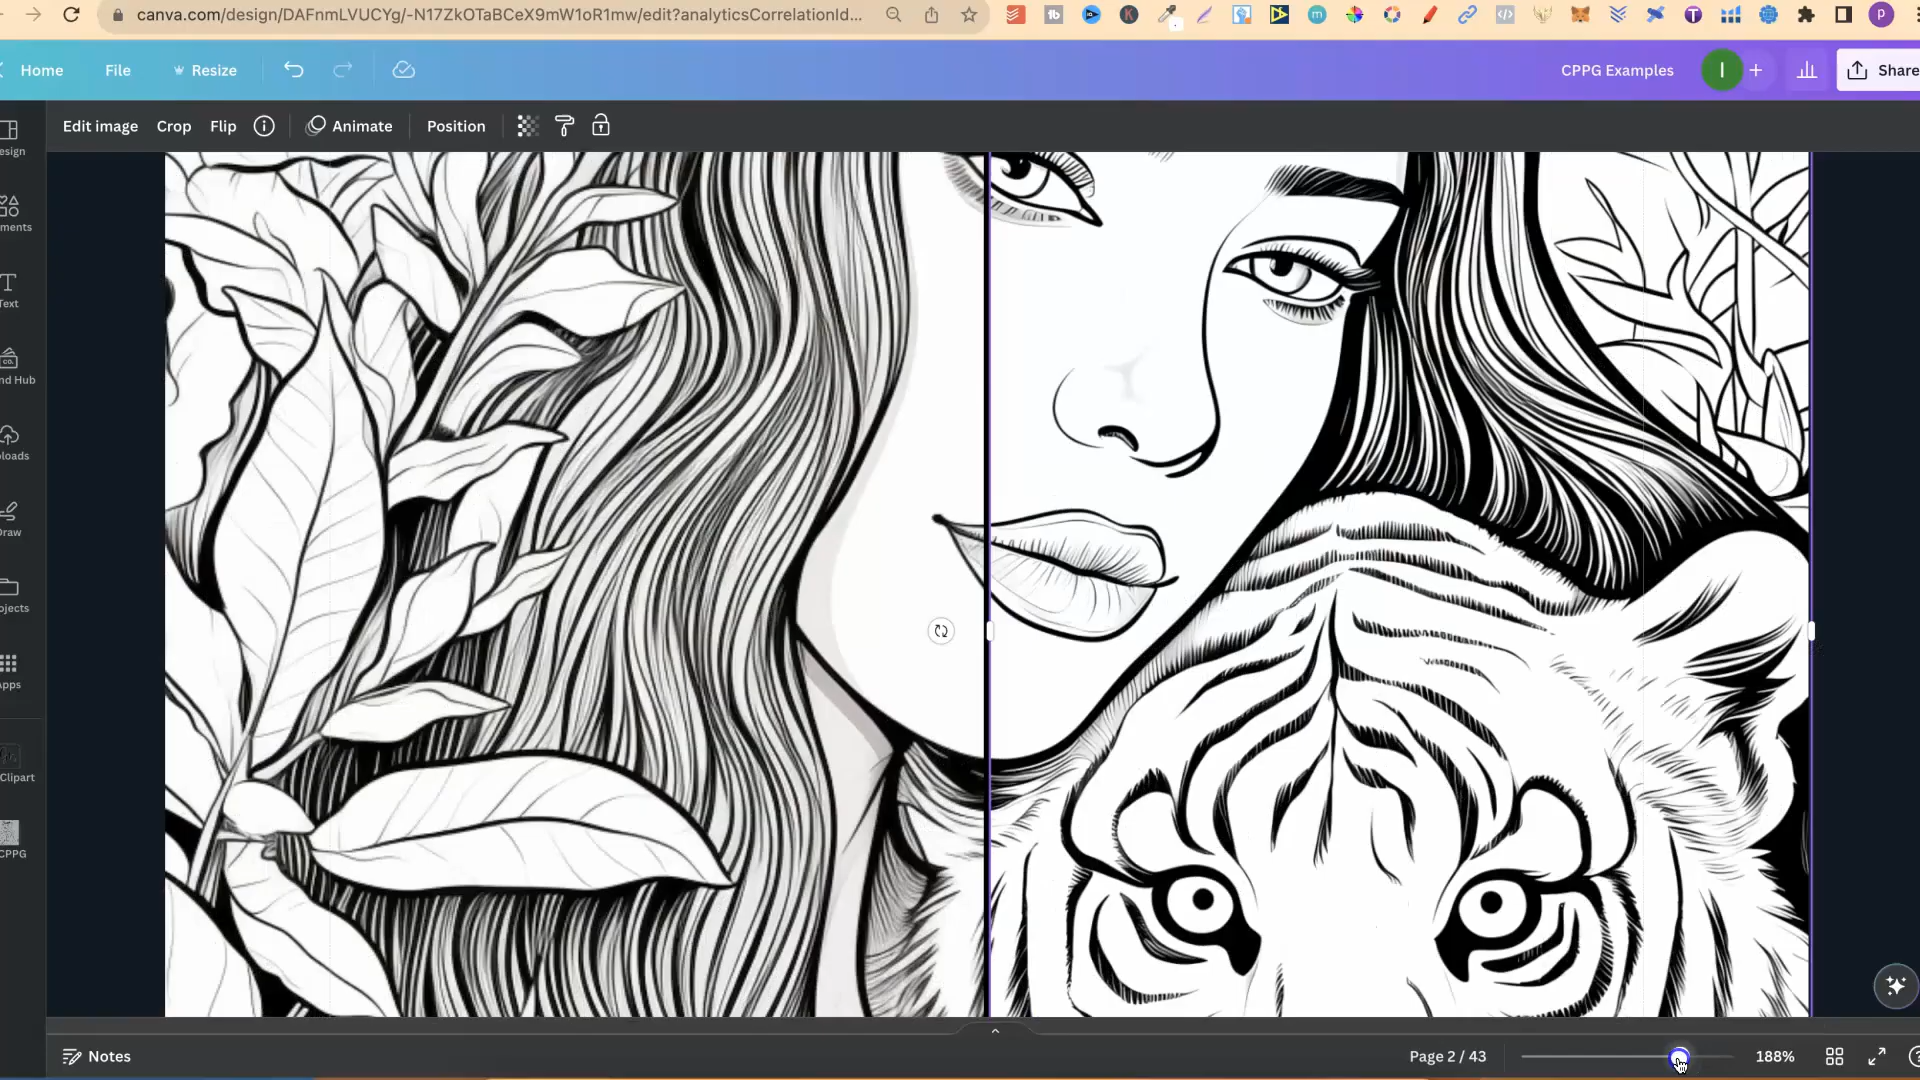 canva.com/design/DAFnmLVUCYg/-N17ZkOTaBCeX9mW1oR1mw/edit?analyticsCorrelationId...
Home
File
Resize
CPPG Examples
I
+
Share
Edit image
Crop
Flip
Animate
Position
esign
ments
Text
nd Hub
loads
raw
ojects
pps
Clipart
CPPG
Notes
Page 2 / 43
188%